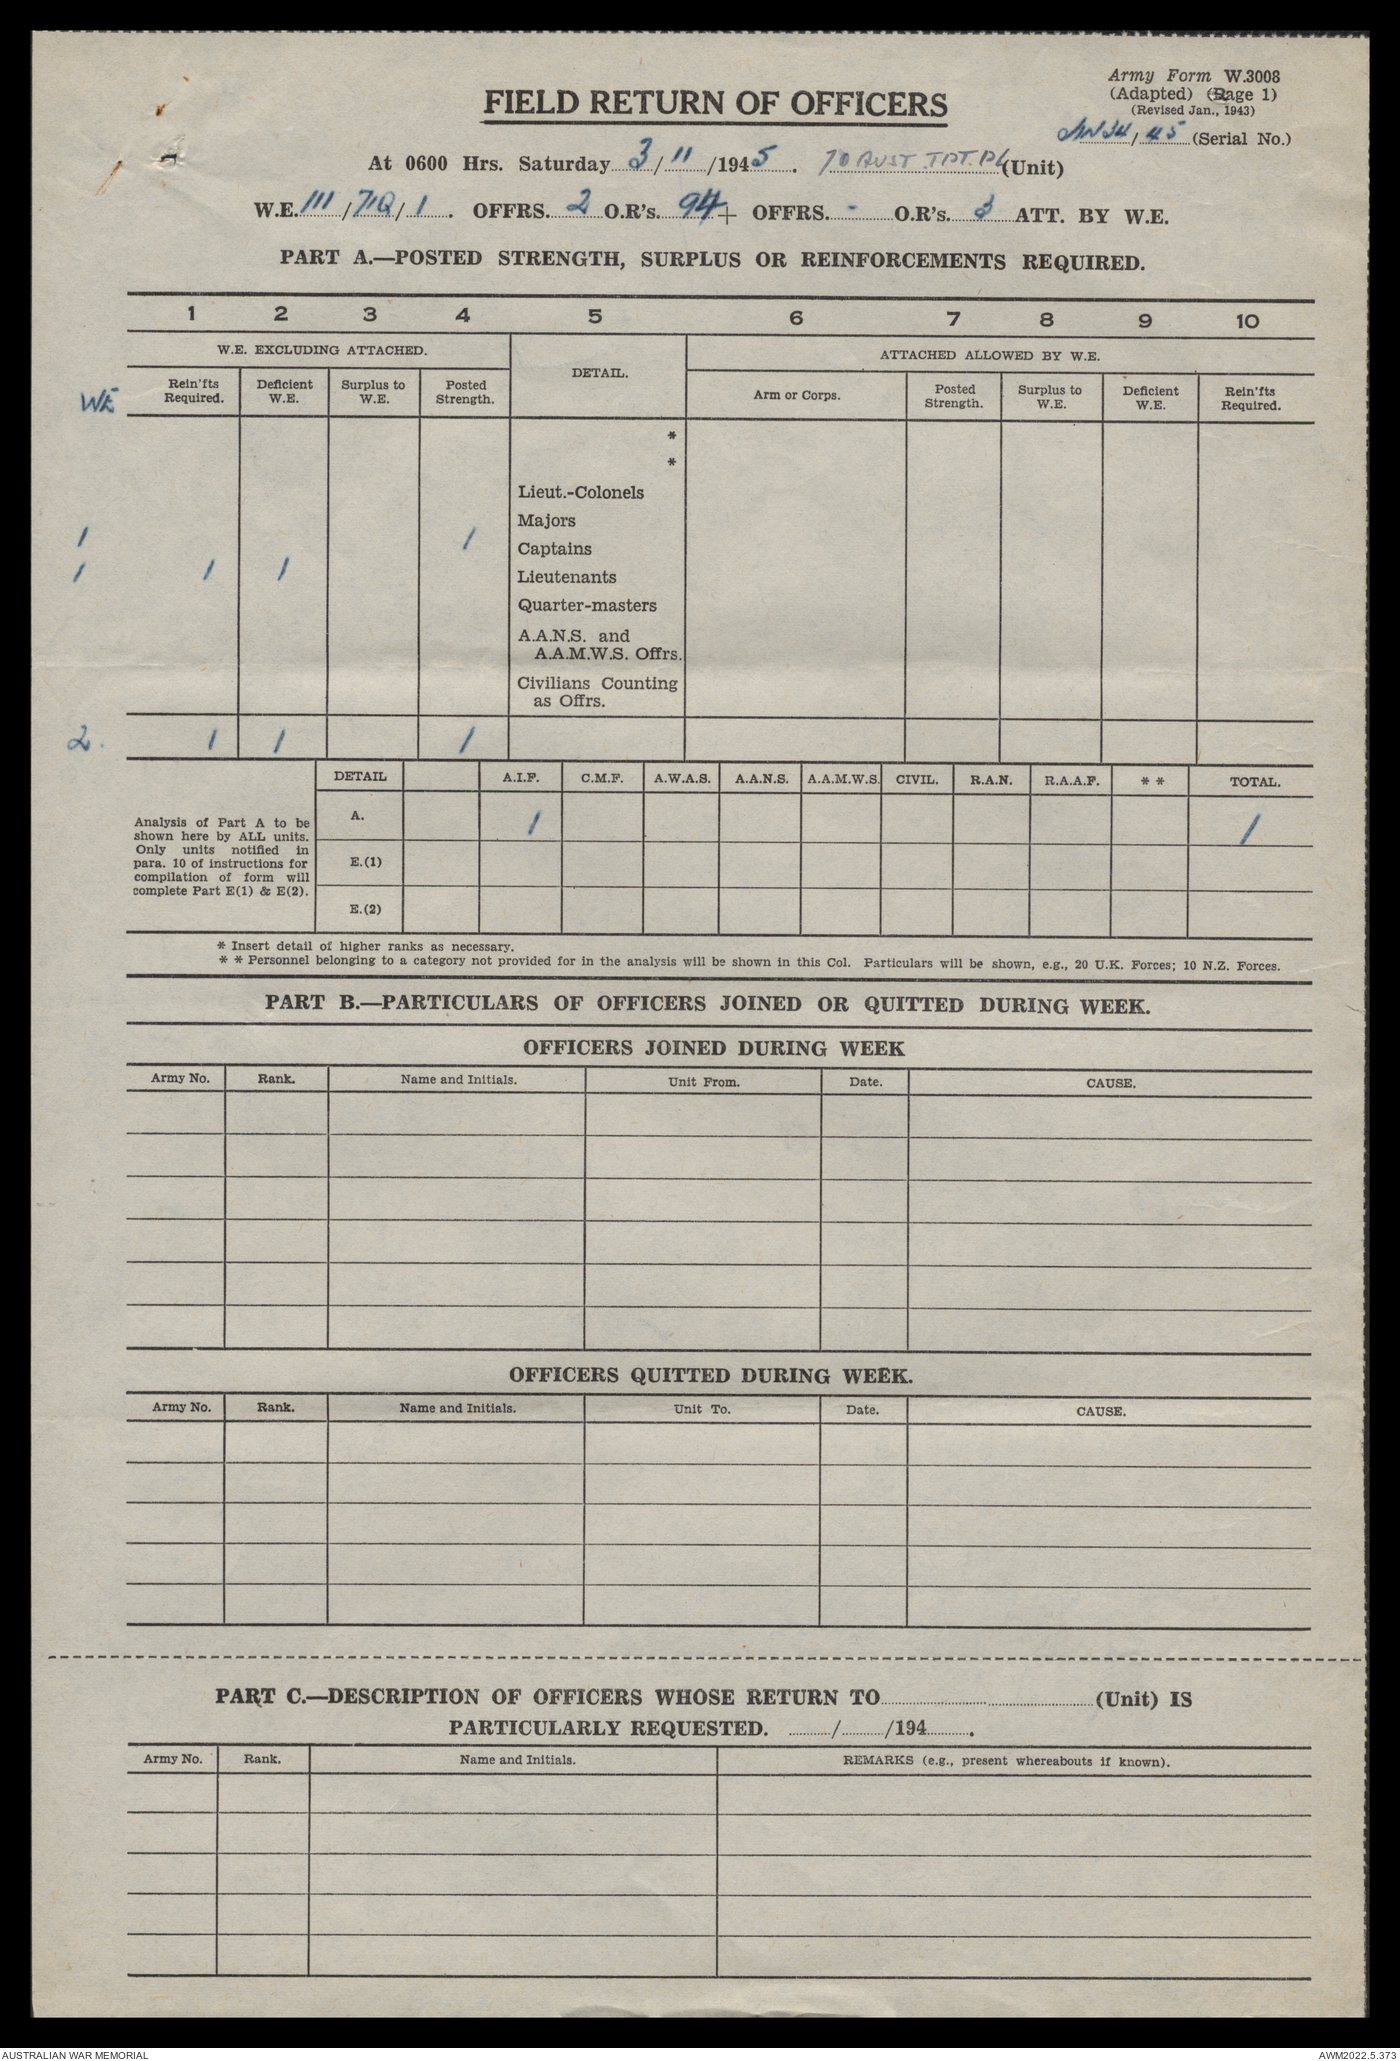 Army Form W.3008
FIELD RETURN OF OFFICERS
(Adapted) (Page 1)
(Revised Jan., 1943)
/ 45 (Serial No.)
At 0600 Hrs. Saturday 3/11/1945. 70 AUST. TPT. PL (Unit)
W.E. III / 71Q / 1. OFFRS. 2 O.R's. 94 + OFFRS. - O.R's. 3 ATT. BY W.E.
PART A.—POSTED STRENGTH, SURPLUS OR REINFORCEMENTS REQUIRED.
1 2 3 4 5 6 7 8 9 10
W.E. EXCLUDING ATTACHED. DETAIL. ATTACHED ALLOWED BY W.E.
WE Rein'fts Required. Deficient W.E. Surplus to W.E. Posted Strength. Arm or Corps. Posted Strength. Surplus to W.E. Deficient W.E. Rein'fts Required.
*
*
Lieut.-Colonels
Majors
1 1 Captains
1 1 1 Lieutenants
Quarter-masters
A.A.N.S. and
A.A.M.W.S. Offrs.
Civilians Counting
as Offrs.
2. 1 1 1
DETAIL A.I.F. C.M.F. A.W.A.S. A.A.N.S. A.A.M.W.S. CIVIL. R.A.N. R.A.A.F. * * TOTAL.
Analysis of Part A to be
shown here by ALL units.
Only units notified in
para. 10 of instructions for
compilation of form will
complete Part E(1) & E(2).
A. 1 1
E.(1)
E.(2)
* Insert detail of higher ranks as necessary.
* * Personnel belonging to a category not provided for in the analysis will be shown in this Col. Particulars will be shown, e.g., 20 U.K. Forces; 10 N.Z. Forces.
PART B.—PARTICULARS OF OFFICERS JOINED OR QUITTED DURING WEEK.
OFFICERS JOINED DURING WEEK
Army No. Rank. Name and Initials. Unit From. Date. CAUSE.
OFFICERS QUITTED DURING WEEK.
Army No. Rank. Name and Initials. Unit To. Date. CAUSE.
PART C.—DESCRIPTION OF OFFICERS WHOSE RETURN TO (Unit) IS
PARTICULARLY REQUESTED. / /194 .
Army No. Rank. Name and Initials. REMARKS (e.g., present whereabouts if known).
AUSTRALIAN WAR MEMORIAL AWM2022.5.373